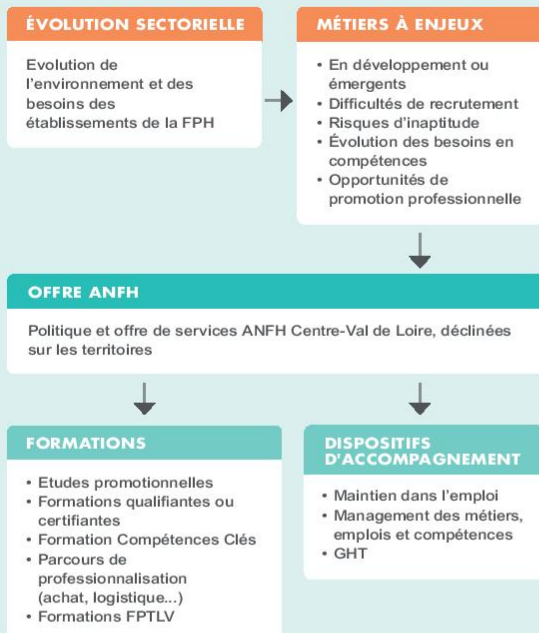 ÉVOLUTION SECTORIELLE
Evolution de
l'environnement et des
besoins des
établissements de la FPH
MÉTIERS À ENJEUX
• En développement ou
émergents
• Difficultés de recrutement
• Risques d'inaptitude
• Évolution des besoins en
compétences
• Opportunités de
promotion professionnelle
OFFRE ANFH
Politique et offre de services ANFH Centre-Val de Loire, déclinées
sur les territoires
FORMATIONS
• Etudes promotionnelles
• Formations qualifiantes ou
certifiantes
• Formation Compétences Clés
• Parcours de
professionnalisation
(achat, logistique...)
• Formations FPTLV
DISPOSITIFS
D'ACCOMPAGNEMENT
• Maintien dans l'emploi
• Management des métiers,
emplois et compétences
• GHT